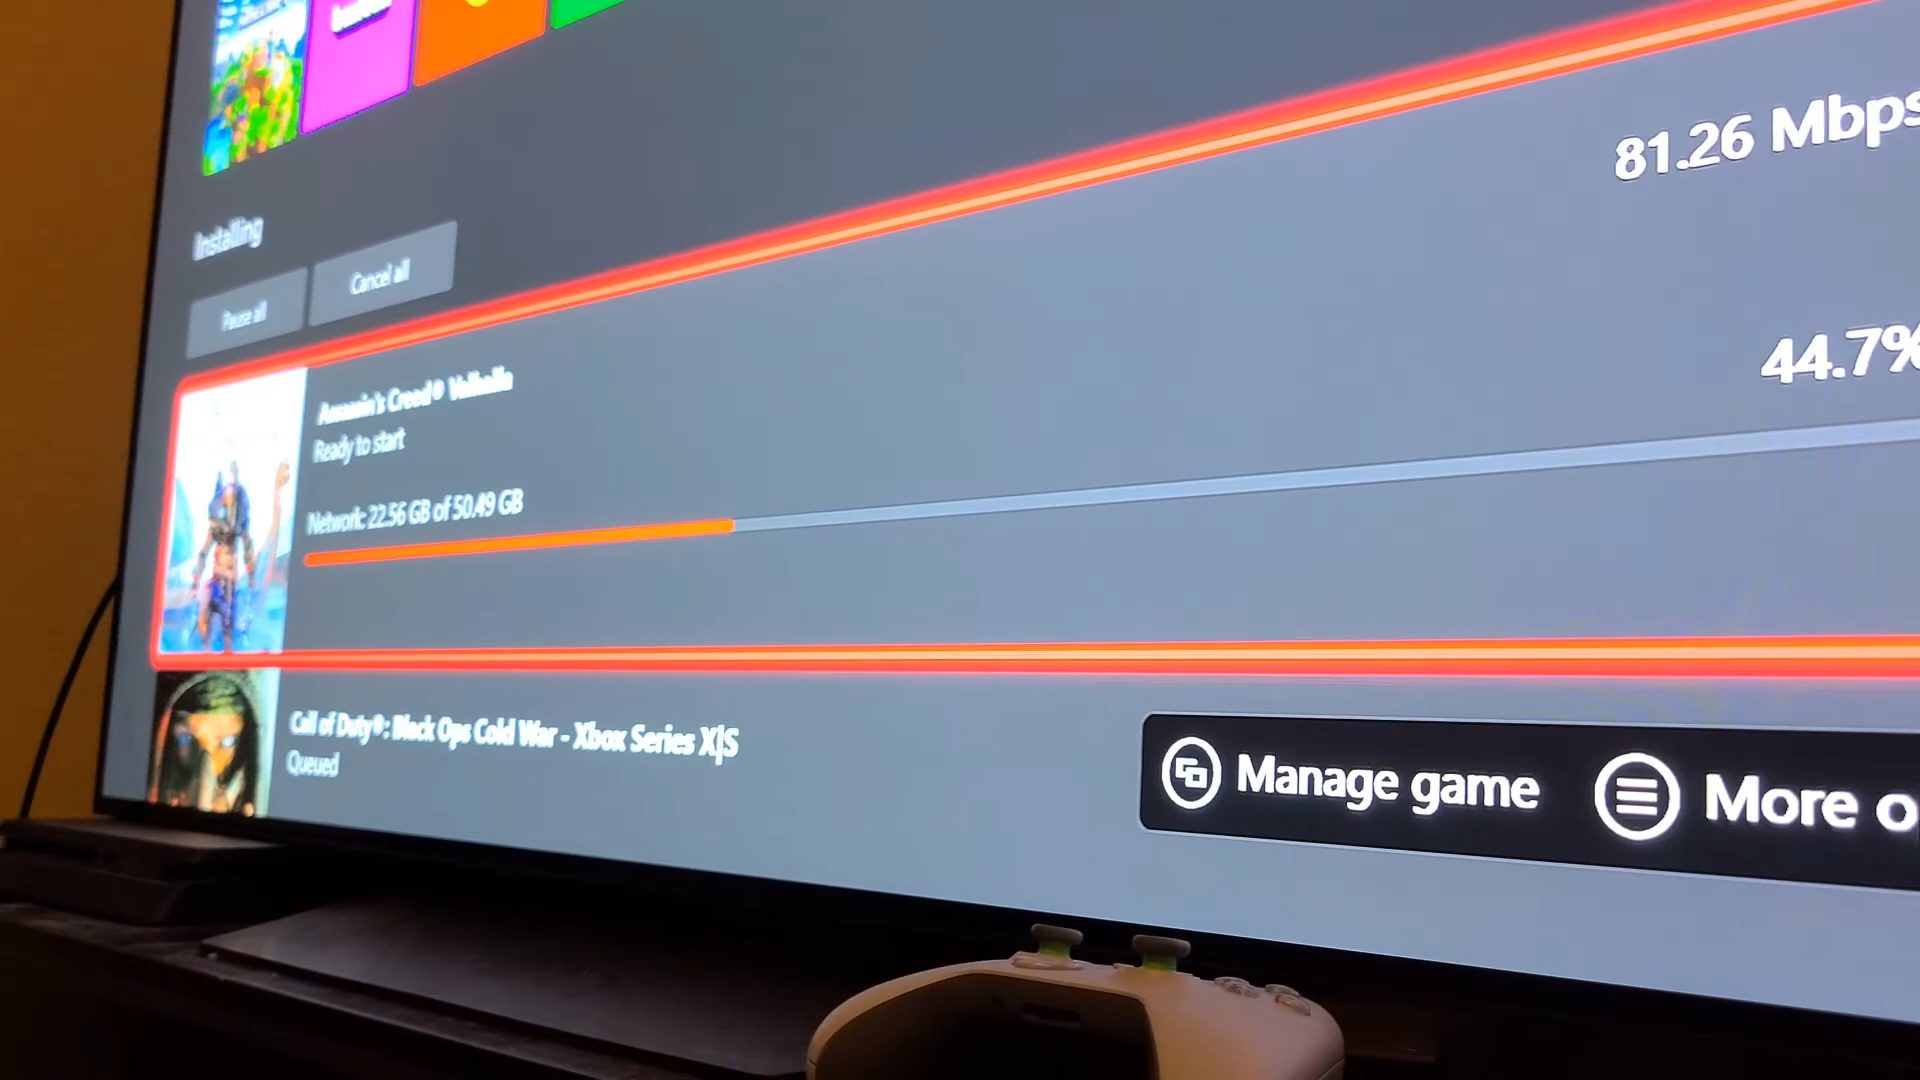 81.26 Mbps
Installing
Pause all
Cancel all
44.7%
Assassin's Creed® Valhalla
Ready to start
Network: 22.56 GB of 50.49 GB
Call of Duty®: Black Ops Cold War - Xbox Series X|S
Queued
Manage game
More o